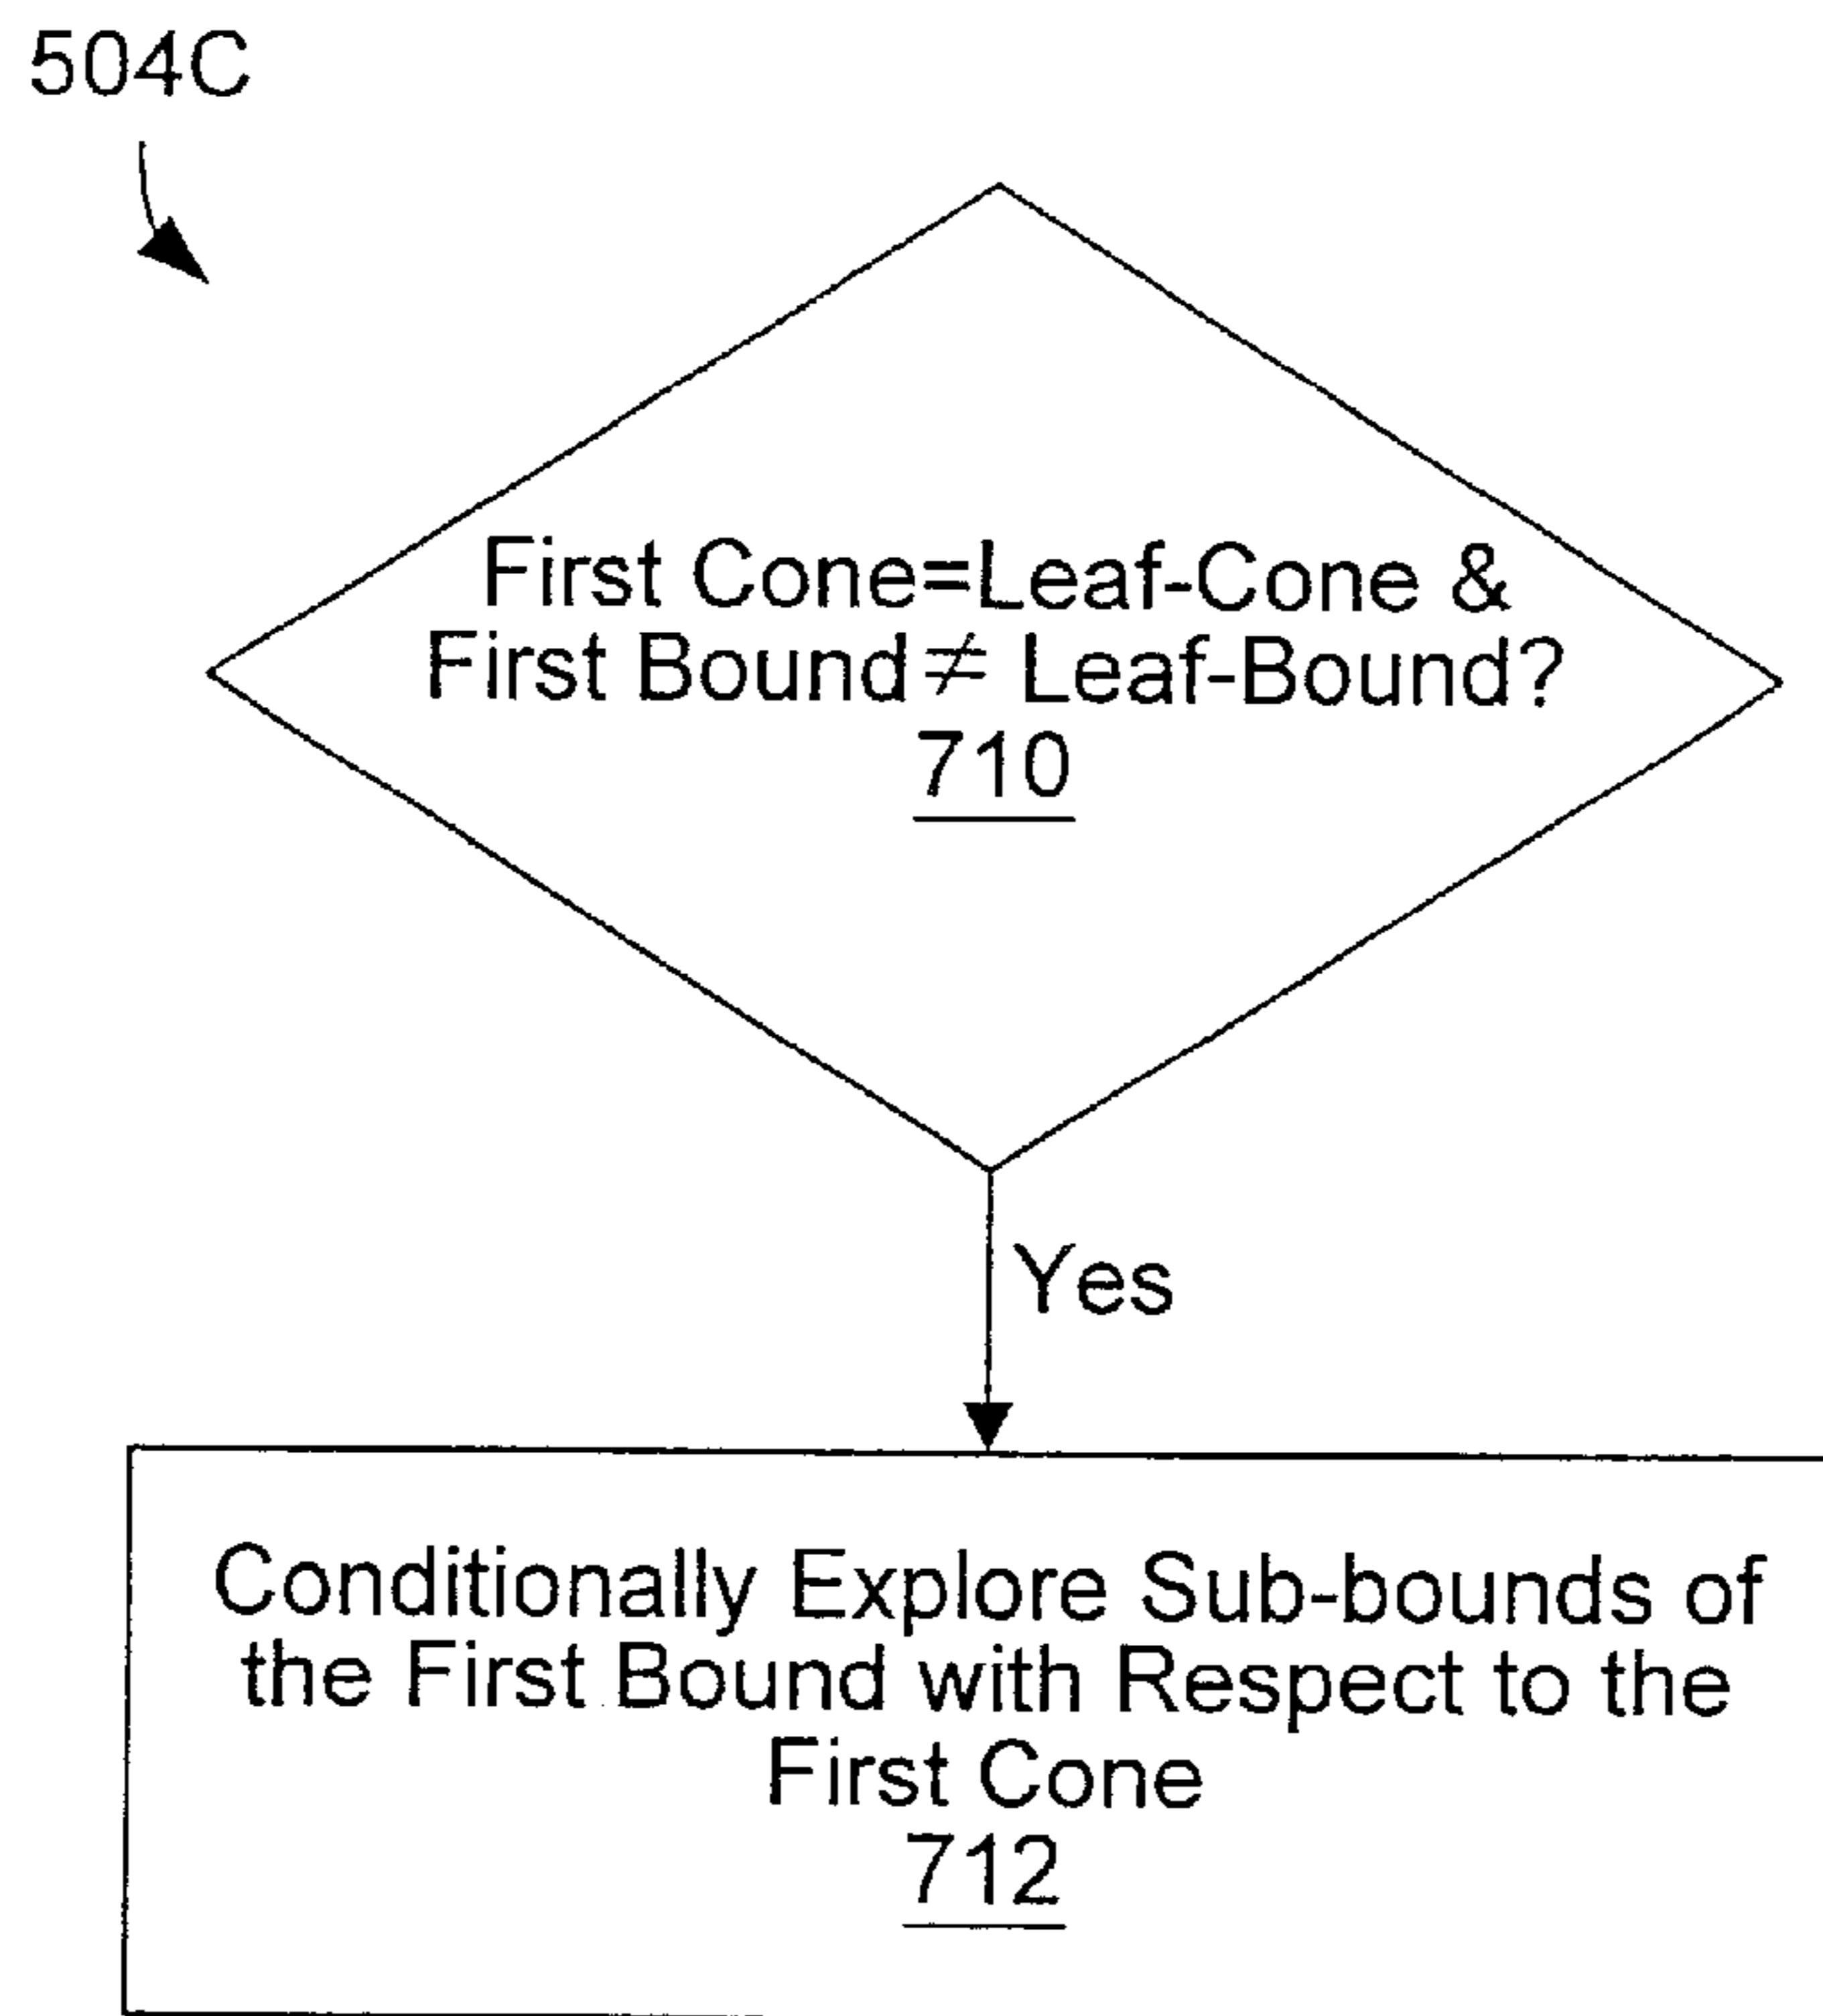 504C
First Cone=Leaf-Cone &
First Bound ≠ Leaf-Bound?
710
Yes
Conditionally Explore Sub-bounds of
the First Bound with Respect to the
First Cone
712